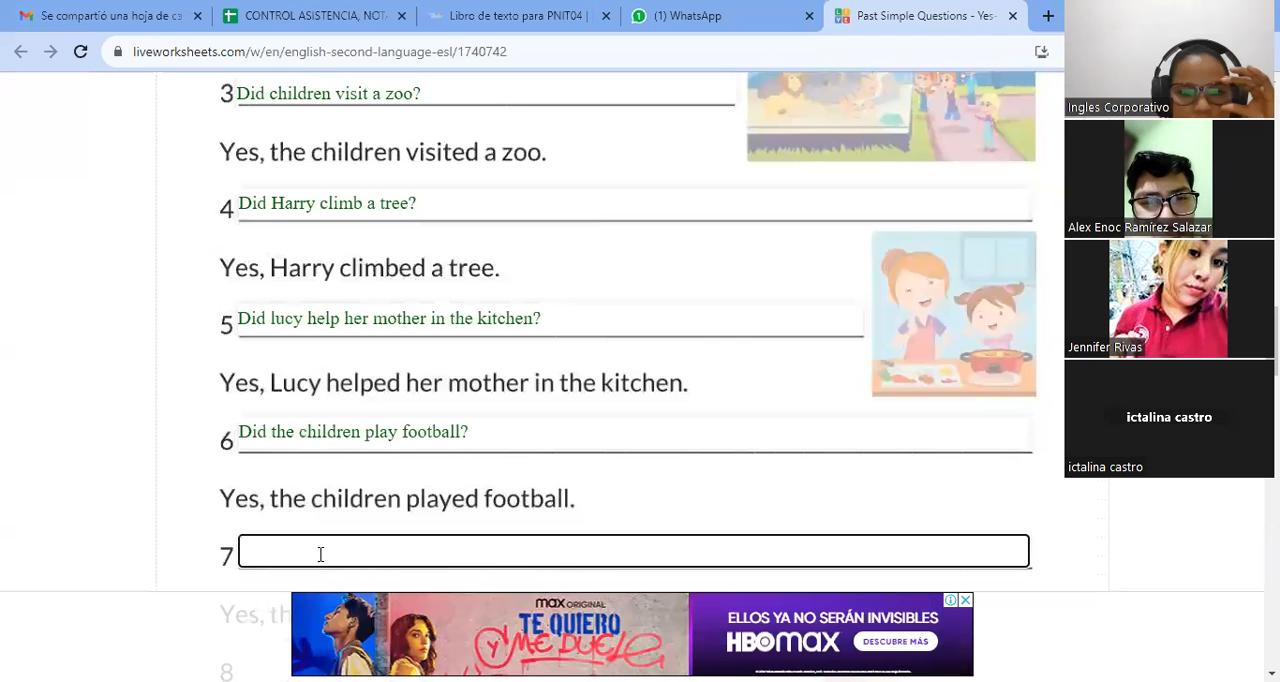 Se compartió una hoja de cá
CONTROL ASISTENCIA, NOT
Libro de texto para PNIT04
(1) WhatsApp
Past Simple Questions - Yes-
liveworksheets.com/w/en/english-second-language-esl/1740742
3 Did children visit a zoo?
Yes, the children visited a zoo.
4 Did Harry climb a tree?
Yes, Harry climbed a tree.
5 Did lucy help her mother in the kitchen?
Yes, Lucy helped her mother in the kitchen.
6 Did the children play football?
Yes, the children played football.
7
Yes, th
8
max ORIGINAL
TE QUIERO
Y ME DUELE
ELLOS YA NO SERÁN INVISIBLES
HBOmax
DESCUBRE MÁS
Ingles Corporativo
Alex Enoc Ramírez Salazar
Jennifer Rivas
ictalina castro
ictalina castro